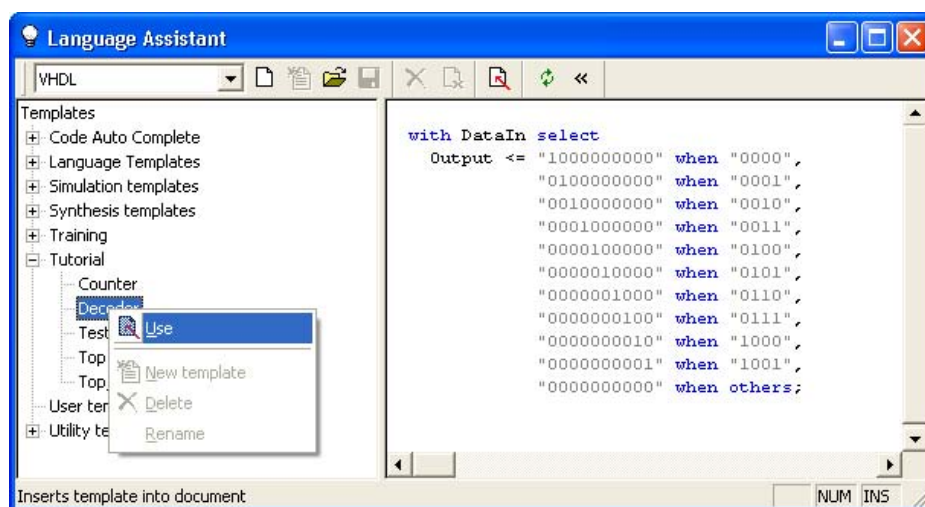 Language Assistant
VHDL
Templates
Code Auto Complete
Language Templates
Simulation templates
Synthesis templates
Training
Tutorial
Counter
Decoder
Test
Top
Top_
User ter
Utility te
Use
New template
Delete
Rename
with DataIn select
Output <= "1000000000" when "0000",
"0100000000" when "0001",
"0010000000" when "0010",
"0001000000" when "0011",
"0000100000" when "0100",
"0000010000" when "0101",
"0000001000" when "0110",
"0000000100" when "0111",
"0000000010" when "1000",
"0000000001" when "1001",
"0000000000" when others;
Inserts template into document
NUM INS